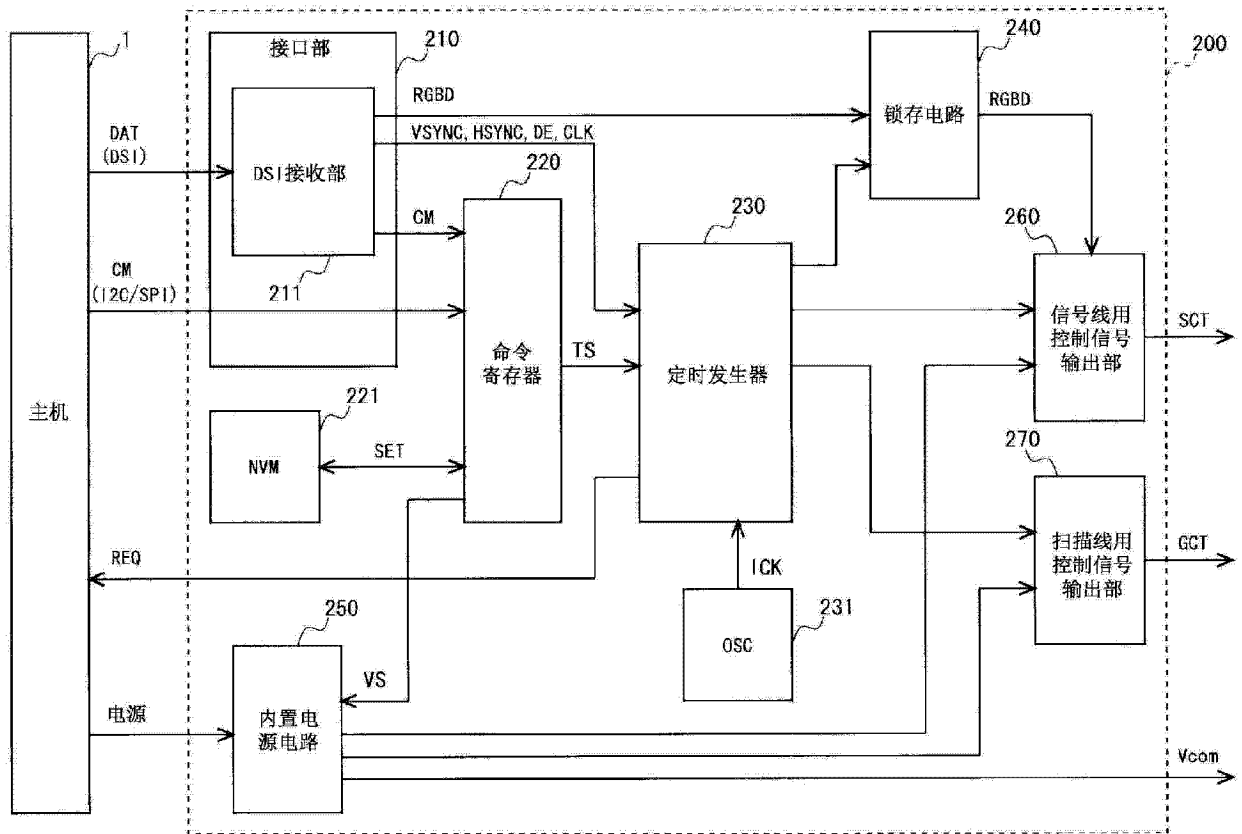 1
接口部
210
240
200
RGBD
RGBD
DAT
(DSI)
VSYNC, HSYNC, DE, CLK
锁存电路
DSI接收部
220
230
260
CM
CM
(I2C/SPI)
211
信号线用
控制信号
输出部
SCT
命令
寄存器
TS
定时发生器
主机
221
NVM
SET
270
REQ
ICK
扫描线用
控制信号
输出部
GCT
250
231
OSC
VS
电源
内置电
源电路
Vcom